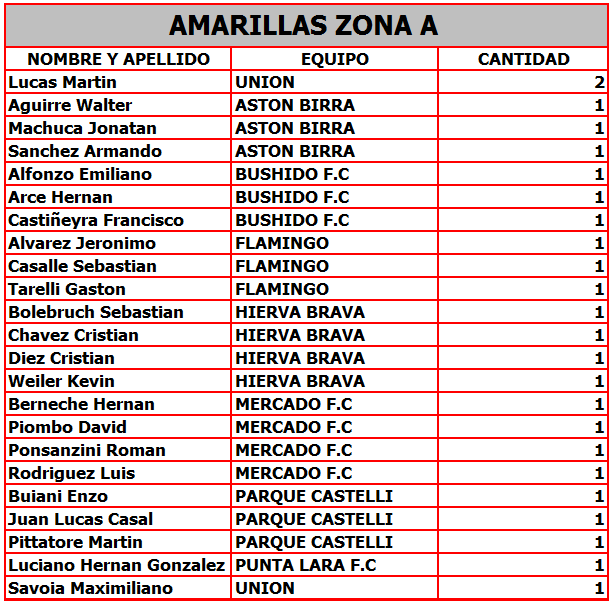 AMARILLAS ZONA A
NOMBRE Y APELLIDO EQUIPO CANTIDAD
Lucas Martin UNION 2
Aguirre Walter ASTON BIRRA 1
Machuca Jonatan ASTON BIRRA 1
Sanchez Armando ASTON BIRRA 1
Alfonzo Emiliano BUSHIDO F.C 1
Arce Hernan BUSHIDO F.C 1
Castiñeyra Francisco BUSHIDO F.C 1
Alvarez Jeronimo FLAMINGO 1
Casalle Sebastian FLAMINGO 1
Tarelli Gaston FLAMINGO 1
Bolebruch Sebastian HIERVA BRAVA 1
Chavez Cristian HIERVA BRAVA 1
Diez Cristian HIERVA BRAVA 1
Weiler Kevin HIERVA BRAVA 1
Berneche Hernan MERCADO F.C 1
Piombo David MERCADO F.C 1
Ponsanzini Roman MERCADO F.C 1
Rodriguez Luis MERCADO F.C 1
Buiani Enzo PARQUE CASTELLI 1
Juan Lucas Casal PARQUE CASTELLI 1
Pittatore Martin PARQUE CASTELLI 1
Luciano Hernan Gonzalez PUNTA LARA F.C 1
Savoia Maximiliano UNION 1